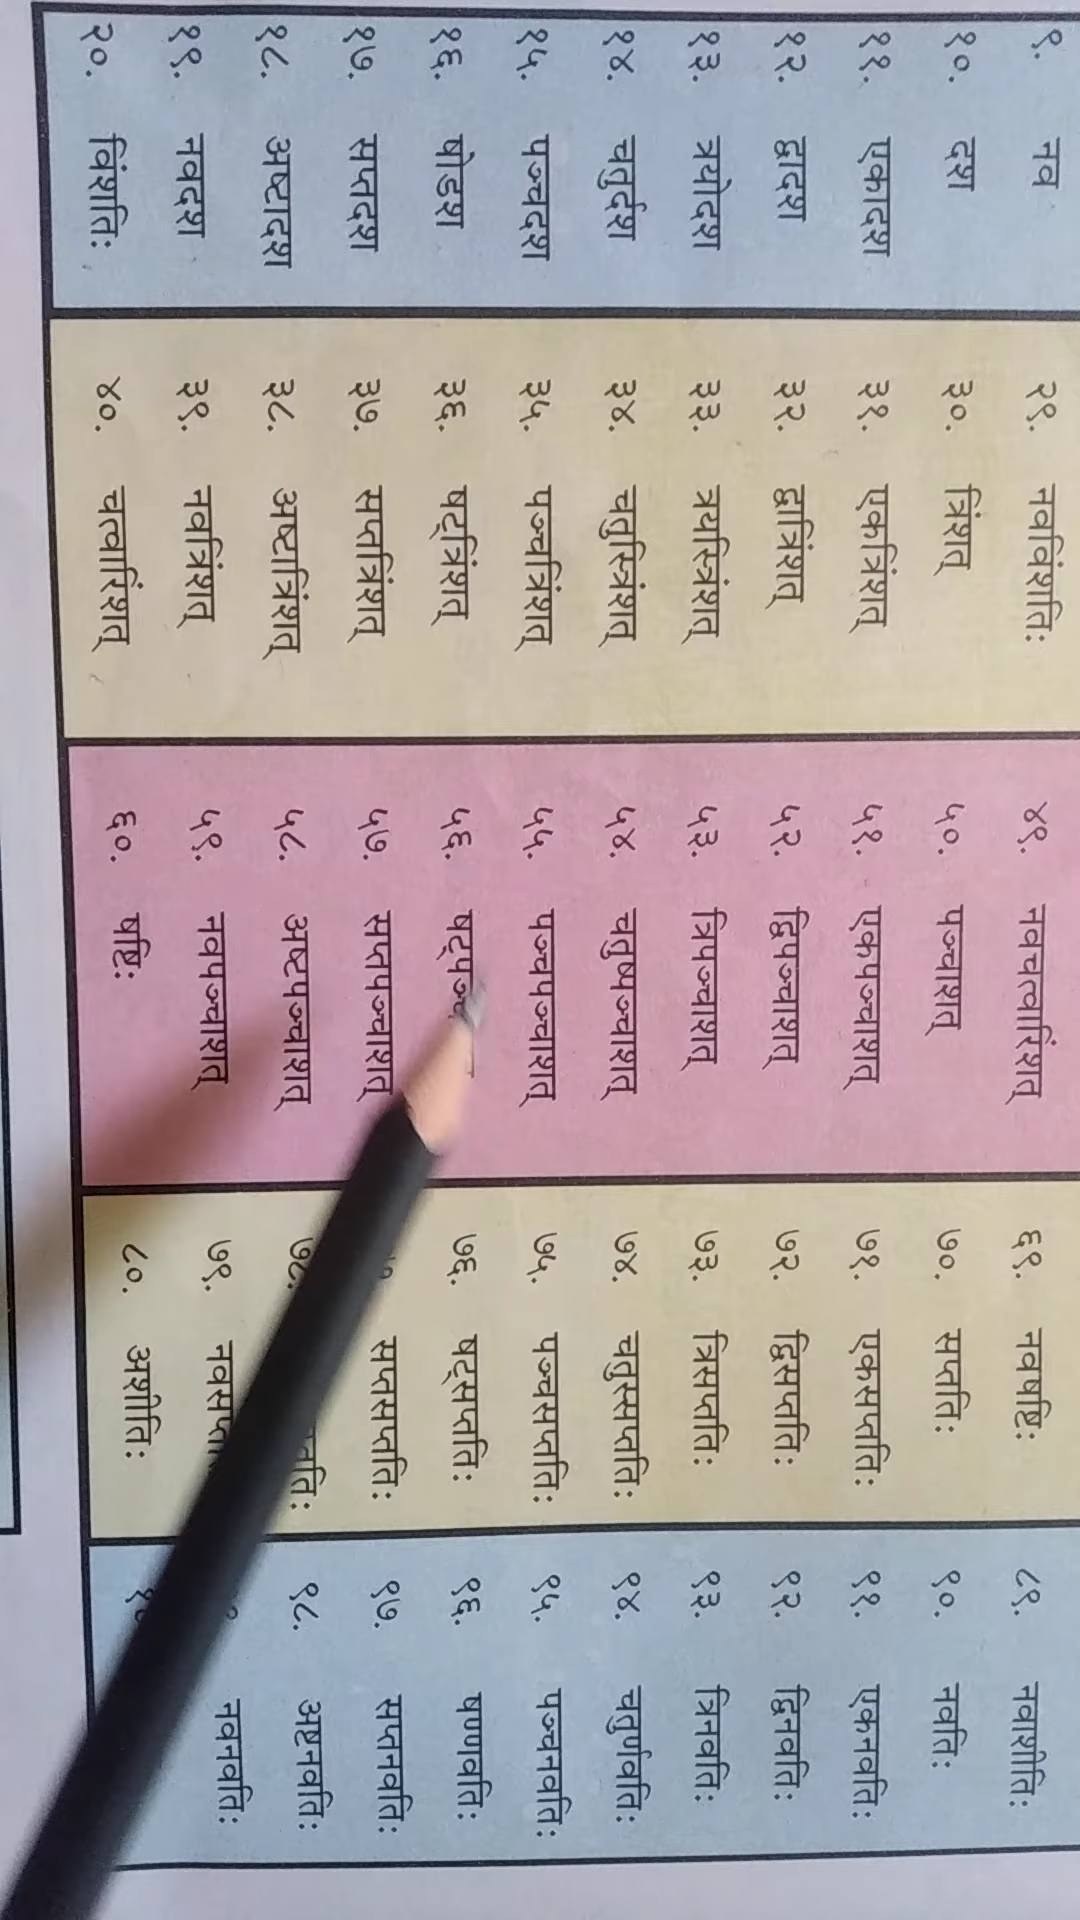 ९. नव २९. नवविंशतिः ४९. नवचत्वारिंशत् ६९. नवषष्टिः ८९. नवाशीतिः
१०. दश ३०. त्रिंशत् ५०. पञ्चाशत् ७०. सप्ततिः ९०. नवतिः
११. एकादश ३१. एकत्रिंशत् ५१. एकपञ्चाशत् ७१. एकसप्ततिः ९१. एकनवतिः
१२. द्वादश ३२. द्वात्रिंशत् ५२. द्विपञ्चाशत् ७२. द्विसप्ततिः ९२. द्विनवतिः
१३. त्रयोदश ३३. त्रयस्त्रिंशत् ५३. त्रिपञ्चाशत् ७३. त्रिसप्ततिः ९३. त्रिनवतिः
१४. चतुर्दश ३४. चतुस्त्रिंशत् ५४. चतुष्पञ्चाशत् ७४. चतुस्सप्ततिः ९४. चतुर्णवतिः
१५. पञ्चदश ३५. पञ्चत्रिंशत् ५५. पञ्चपञ्चाशत् ७५. पञ्चसप्ततिः ९५. पञ्चनवतिः
१६. षोडश ३६. षट्त्रिंशत् ५६. ७६. षट्सप्ततिः ९६. षण्णवतिः
१७. सप्तदश ३७. सप्तत्रिंशत् ५७. सप्तपञ्चाशत् सप्तसप्ततिः ९७. सप्तनवतिः
१८. अष्टादश ३८. अष्टात्रिंशत् ५८. अष्टपञ्चाशत् ७८. ९८. अष्टनवतिः
१९. नवदश ३९. नवत्रिंशत् ५९. नवपञ्चाशत् ७९. नवनवतिः
२०. विंशतिः ४०. चत्वारिंशत् ६०. षष्टिः ८०. अशीतिः